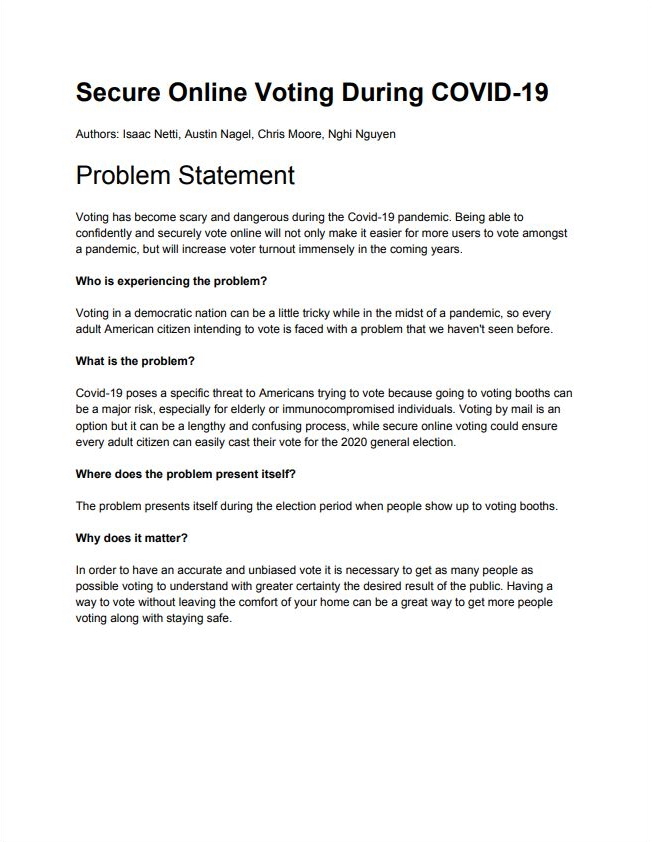 Secure Online Voting During COVID-19
Authors: Isaac Netti, Austin Nagel, Chris Moore, Nghi Nguyen
Problem Statement
Voting has become scary and dangerous during the Covid-19 pandemic. Being able to
confidently and securely vote online will not only make it easier for more users to vote amongst
a pandemic, but will increase voter turnout immensely in the coming years.
Who is experiencing the problem?
Voting in a democratic nation can be a little tricky while in the midst of a pandemic, so every
adult American citizen intending to vote is faced with a problem that we haven't seen before.
What is the problem?
Covid-19 poses a specific threat to Americans trying to vote because going to voting booths can
be a major risk, especially for elderly or immunocompromised individuals. Voting by mail is an
option but it can be a lengthy and confusing process, while secure online voting could ensure
every adult citizen can easily cast their vote for the 2020 general election.
Where does the problem present itself?
The problem presents itself during the election period when people show up to voting booths.
Why does it matter?
In order to have an accurate and unbiased vote it is necessary to get as many people as
possible voting to understand with greater certainty the desired result of the public. Having a
way to vote without leaving the comfort of your home can be a great way to get more people
voting along with staying safe.